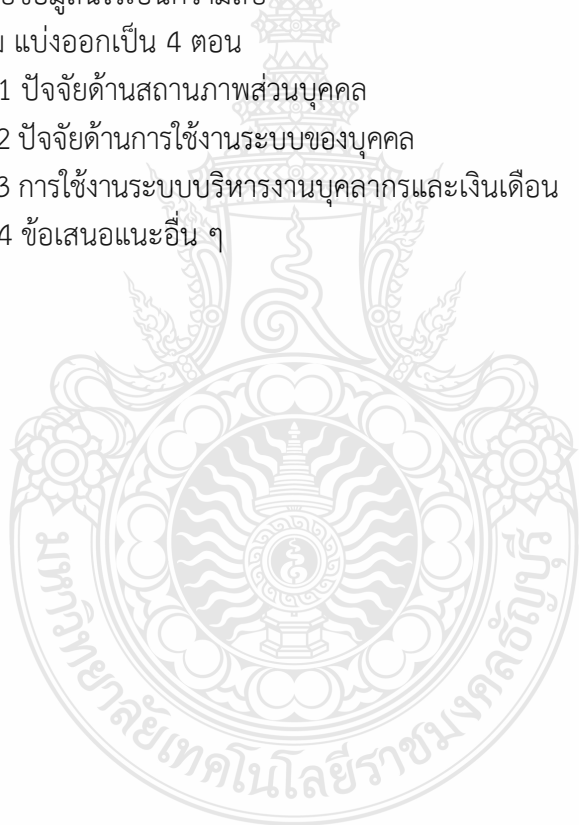 แบ่งออกเป็น 4 ตอน
1 ปัจจัยด้านสถานภาพส่วนบุคคล
2 ปัจจัยด้านการใช้งานระบบของบุคคล
3 การใช้งานระบบบริหารงานบุคลากรและเงินเดือน
4 ข้อเสนอแนะอื่น ๆ
มหาวิทยาลัยเทคโนโลยีราชมงคลธัญบุรี